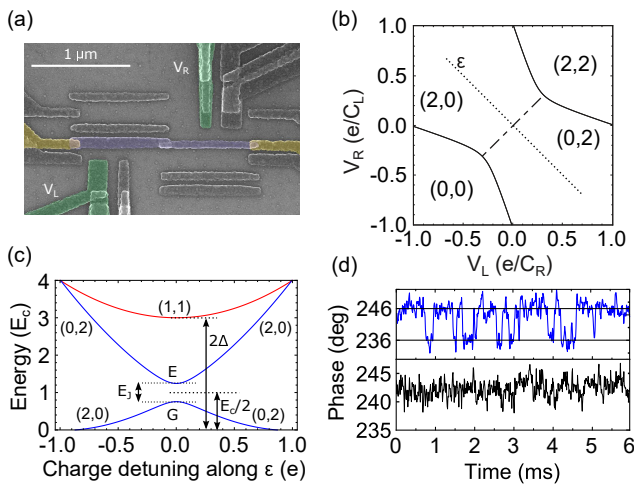 (a)
1 μm
V_R
V_L
(b)
V_R (e/C_L)
1.0
0.5
0.0
-0.5
-1.0
ε
(2,2)
(2,0)
(0,2)
(0,0)
-1.0 -0.5 0.0 0.5 1.0
V_L (e/C_R)
(c)
Energy (E_c)
4
3
2
1
0
(1,1)
(0,2)
(2,0)
2Δ
E
E_J
E_c/2
G
(2,0)
(0,2)
-1.0 -0.5 0.0 0.5 1.0
Charge detuning along ε (e)
(d)
Phase (deg)
246
236
245
240
235
0 1 2 3 4 5 6
Time (ms)